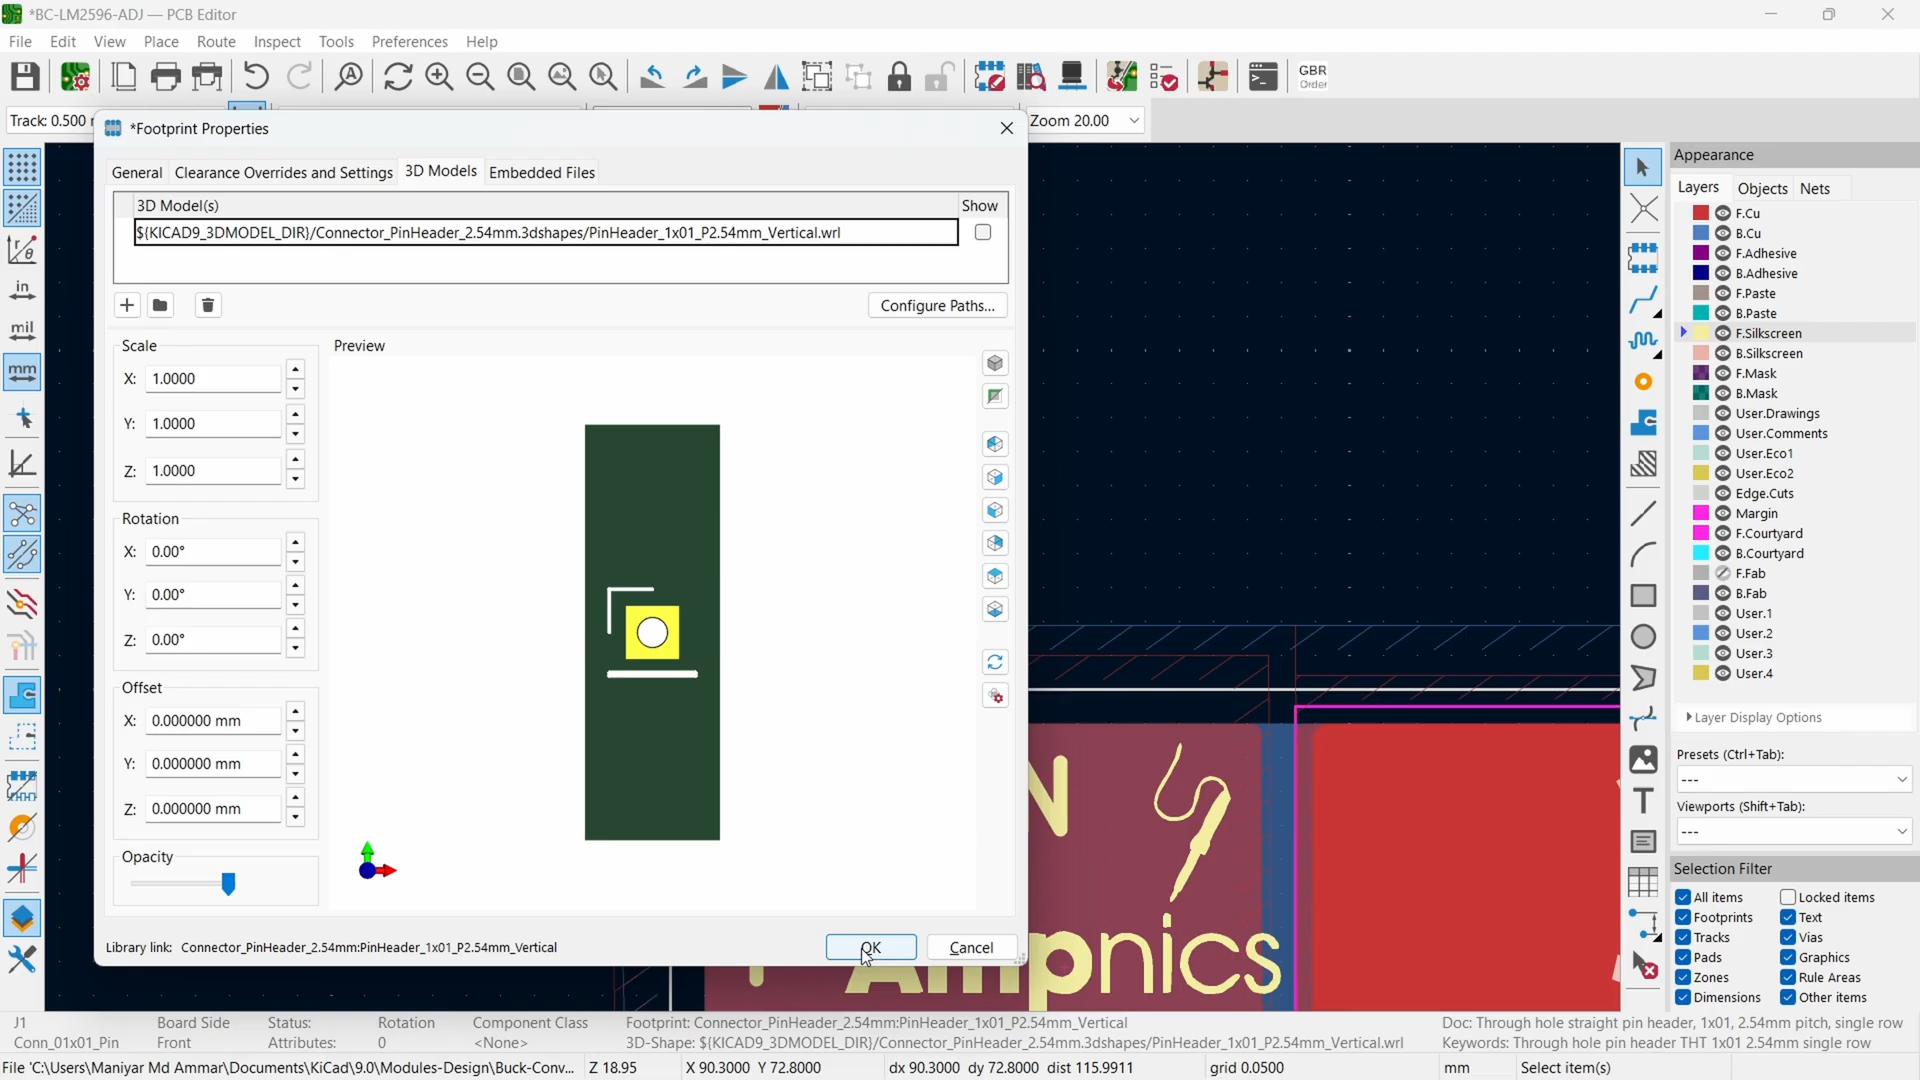 *BC-LM2596-ADJ — PCB Editor
File Edit View Place Route Inspect Tools Preferences Help
GBR
Order
Track: 0.500
Zoom 20.00
*Footprint Properties
General Clearance Overrides and Settings 3D Models Embedded Files
3D Model(s) Show
${KICAD9_3DMODEL_DIR}/Connector_PinHeader_2.54mm.3dshapes/PinHeader_1x01_P2.54mm_Vertical.wrl
Configure Paths...
Scale
X: 1.0000
Y: 1.0000
Z: 1.0000
Rotation
X: 0.00°
Y: 0.00°
Z: 0.00°
Offset
X: 0.000000 mm
Y: 0.000000 mm
Z: 0.000000 mm
Opacity
Preview
Library link: Connector_PinHeader_2.54mm:PinHeader_1x01_P2.54mm_Vertical
OK Cancel
in
mil
mm
N
Ampnics
Appearance
Layers Objects Nets
F.Cu
B.Cu
F.Adhesive
B.Adhesive
F.Paste
B.Paste
F.Silkscreen
B.Silkscreen
F.Mask
B.Mask
User.Drawings
User.Comments
User.Eco1
User.Eco2
Edge.Cuts
Margin
F.Courtyard
B.Courtyard
F.Fab
B.Fab
User.1
User.2
User.3
User.4
Layer Display Options
Presets (Ctrl+Tab):
---
Viewports (Shift+Tab):
---
Selection Filter
All items Locked items
Footprints Text
Tracks Vias
Pads Graphics
Zones Rule Areas
Dimensions Other items
J1 Board Side Status: Rotation Component Class Footprint: Connector_PinHeader_2.54mm:PinHeader_1x01_P2.54mm_Vertical Doc: Through hole straight pin header, 1x01, 2.54mm pitch, single row
Conn_01x01_Pin Front Attributes: 0 <None> 3D-Shape: ${KICAD9_3DMODEL_DIR}/Connector_PinHeader_2.54mm.3dshapes/PinHeader_1x01_P2.54mm_Vertical.wrl Keywords: Through hole pin header THT 1x01 2.54mm single row
File 'C:\Users\Maniyar Md Ammar\Documents\KiCad\9.0\Modules-Design\Buck-Conv... Z 18.95 X 90.3000 Y 72.8000 dx 90.3000 dy 72.8000 dist 115.9911 grid 0.0500 mm Select item(s)